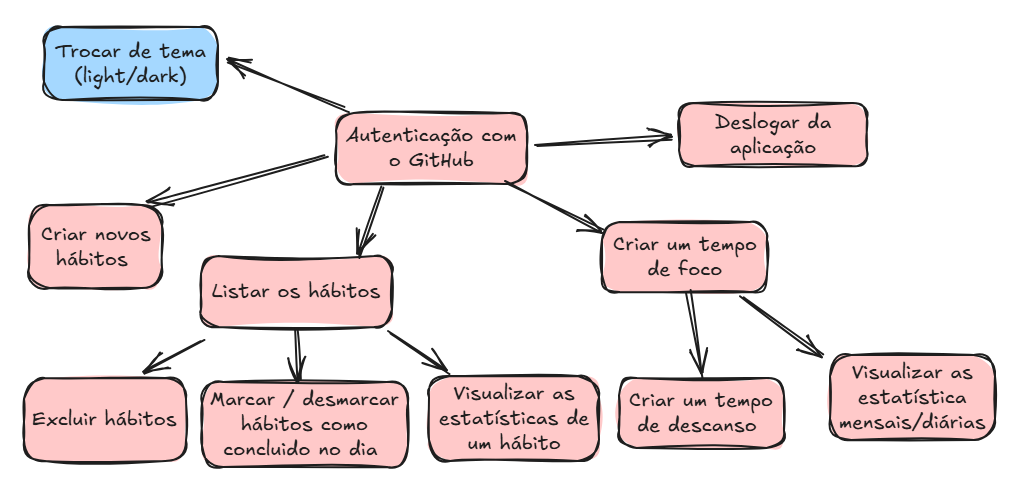 Trocar de tema
(light/dark)
Autenticação com
o GitHub
Deslogar da
aplicação
Criar novos
hábitos
Listar os hábitos
Criar um tempo
de foco
Excluir hábitos
Marcar / desmarcar
hábitos como
concluido no dia
Visualizar as
estatísticas de
um hábito
Criar um tempo
de descanso
Visualizar as
estatística
mensais/diárias